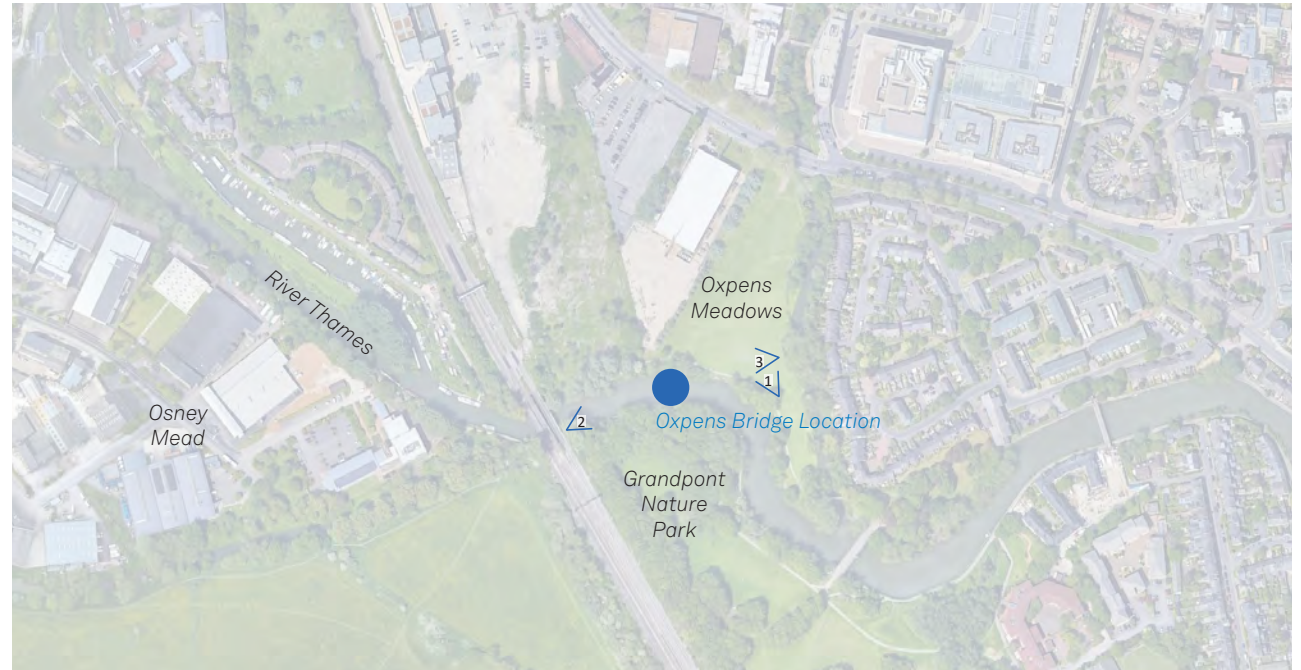 River Thames
Oxpens
Meadows
3
1
Osney
Mead
2
Oxpens Bridge Location
Grandpont
Nature
Park